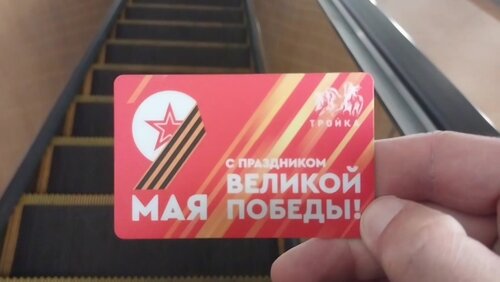 ТРОЙКА
С ПРАЗДНИКОМ
ВЕЛИКОЙ
ПОБЕДЫ!
9
МАЯ